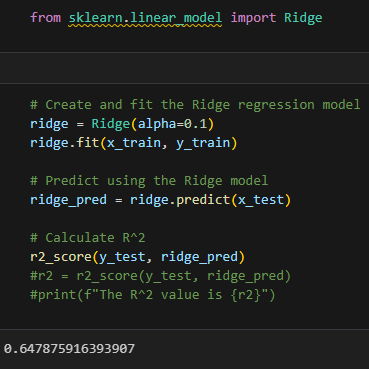 from sklearn.linear_model import Ridge
# Create and fit the Ridge regression model
ridge = Ridge(alpha=0.1)
ridge.fit(x_train, y_train)
# Predict using the Ridge model
ridge_pred = ridge.predict(x_test)
# Calculate R^2
r2_score(y_test, ridge_pred)
#r2 = r2_score(y_test, ridge_pred)
#print(f"The R^2 value is {r2}")
0.647875916393907